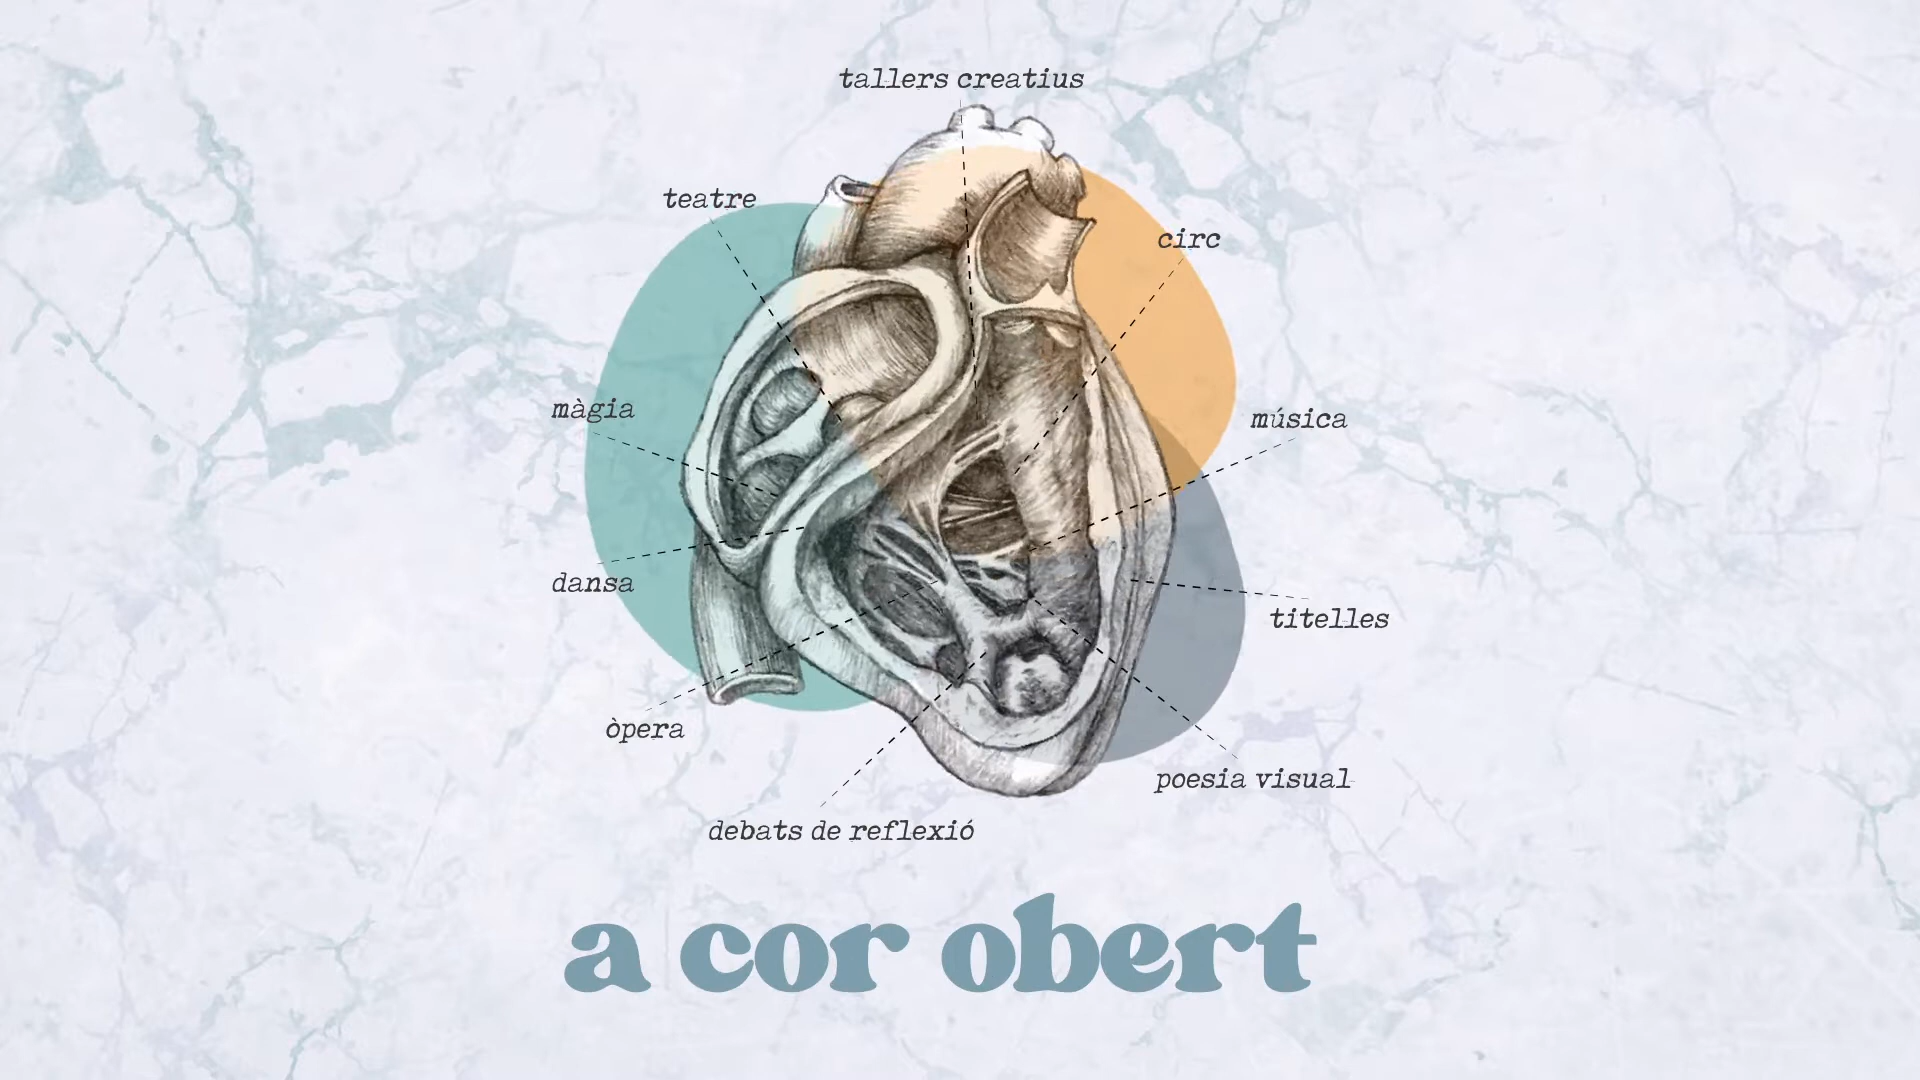 tallers creatius
teatre
circ
màgia
música
dansa
titelles
òpera
poesia visual
debats de reflexió
a cor obert